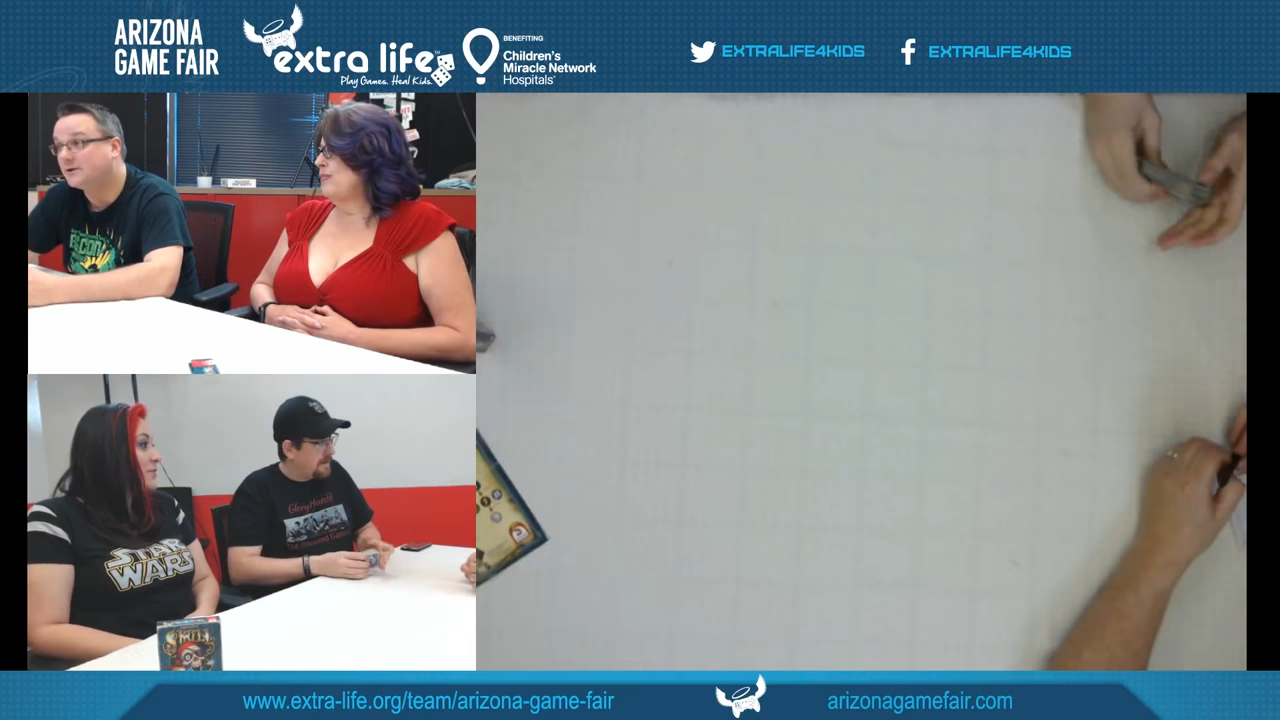 ARIZONA
GAME FAIR
extra life
Play Games. Heal Kids.
BENEFITING
Children's
Miracle Network
Hospitals
EXTRALIFE4KIDS
EXTRALIFE4KIDS
STAR
WARS
SKULL
www.extra-life.org/team/arizona-game-fair
arizonagamefair.com